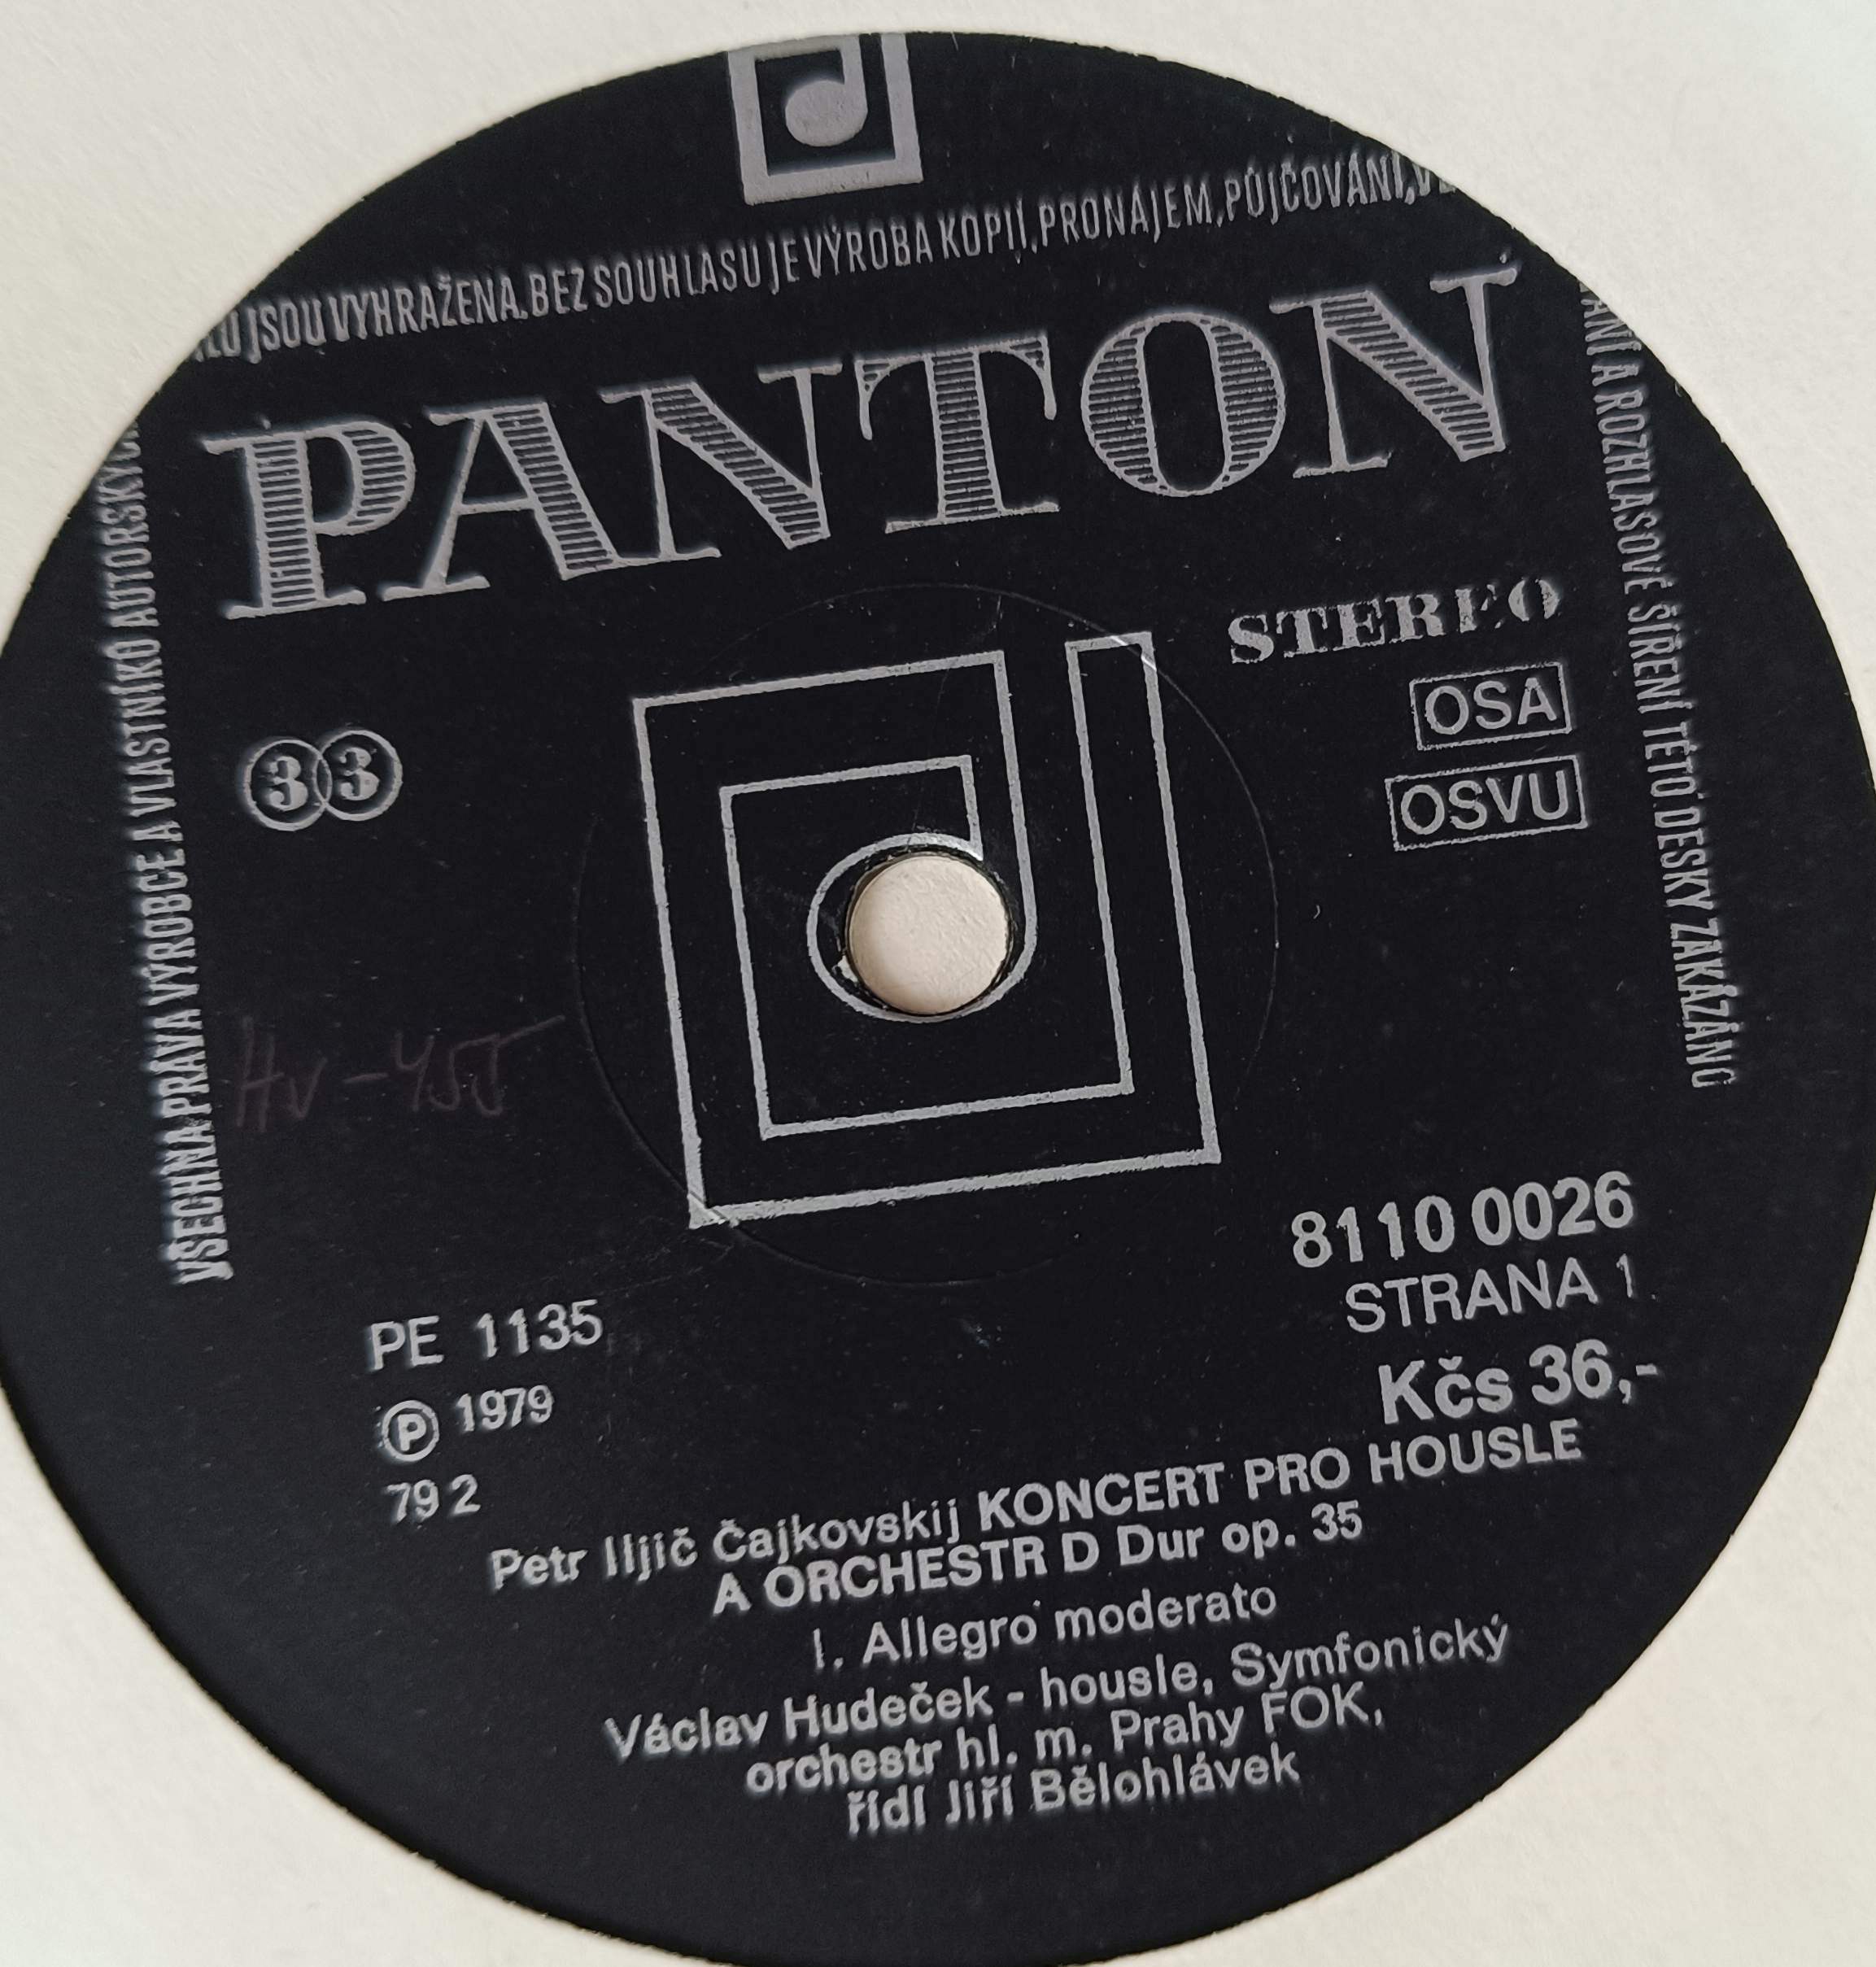 VŠECHNA PRÁVA VÝROBCE A VLASTNÍKŮ AUTORSKÝCH
JSOU VYHRAŽENA. BEZ SOUHLASU JE VÝROBA KOPIÍ, PRONÁJEM, PŮJČOVÁNÍ,
A ROZHLASOVÉ ŠÍŘENÍ TÉTO DESKY ZAKÁZÁNO
PANTON
STEREO
OSA
OSVU
33
Hv-455
8110 0026
STRANA 1
Kčs 36,-
PE 1135
Ⓟ 1979
79 2
Petr Iljič Čajkovskij KONCERT PRO HOUSLE
A ORCHESTR D Dur op. 35
I. Allegro moderato
Václav Hudeček - housle, Symfonický
orchestr hl. m. Prahy FOK,
řídí Jiří Bělohlávek